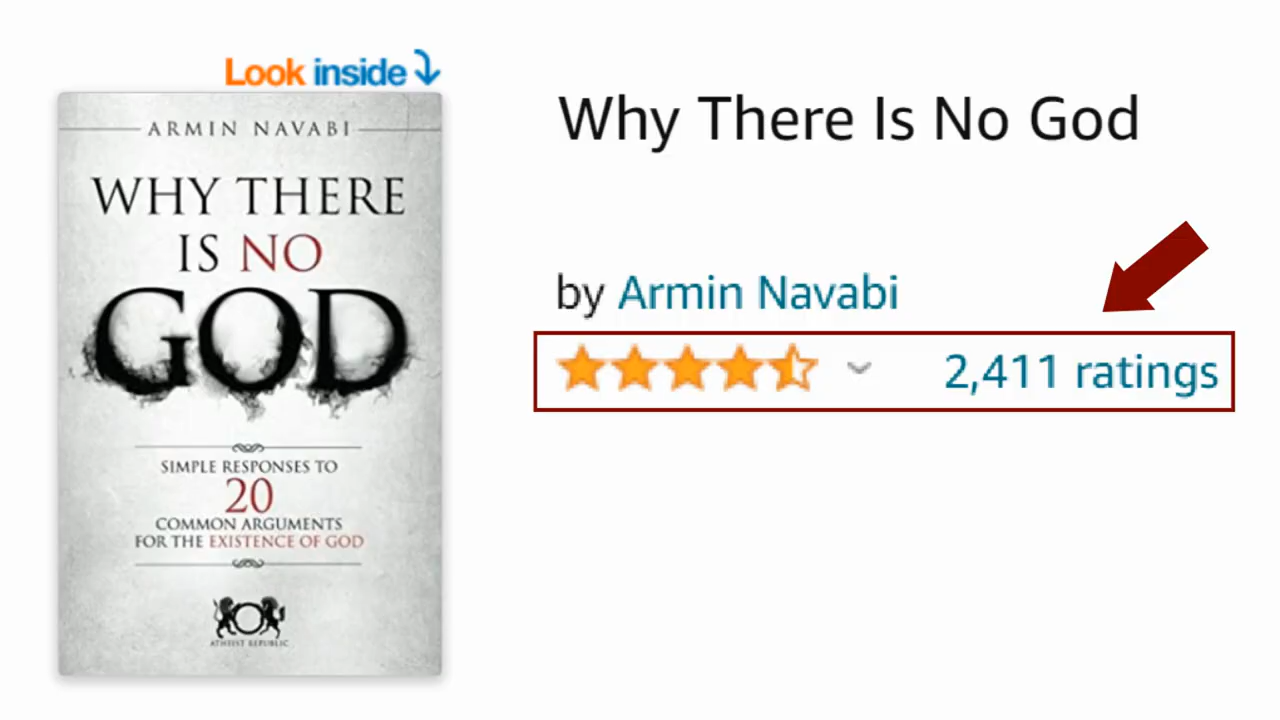 Look inside
ARMIN NAVABI
WHY THERE
IS NO
GOD
SIMPLE RESPONSES TO
20
COMMON ARGUMENTS
FOR THE EXISTENCE OF GOD
ATHEIST REPUBLIC
Why There Is No God
by Armin Navabi
2,411 ratings